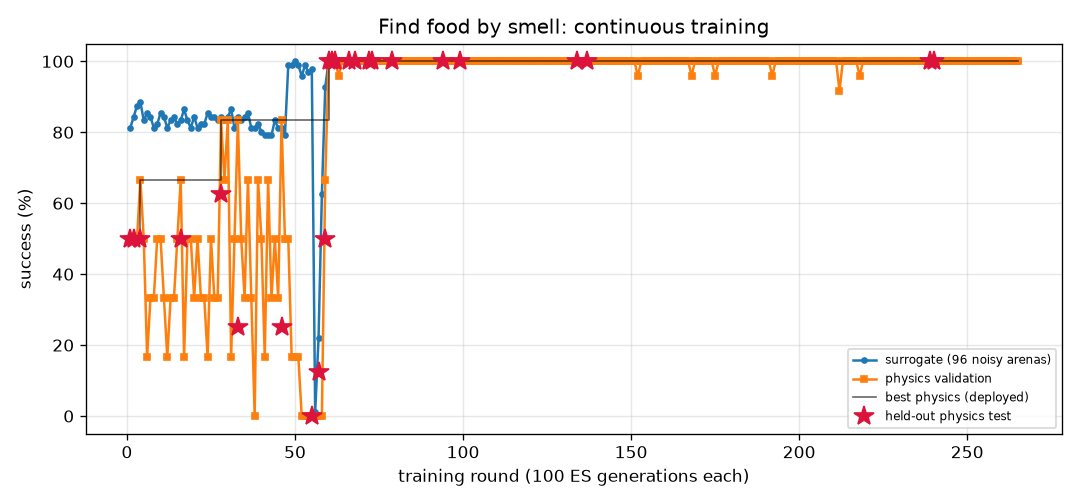 Find food by smell: continuous training
success (%)
100
80
60
40
20
0
0
50
100
150
200
250
training round (100 ES generations each)
surrogate (96 noisy arenas)
physics validation
best physics (deployed)
held-out physics test